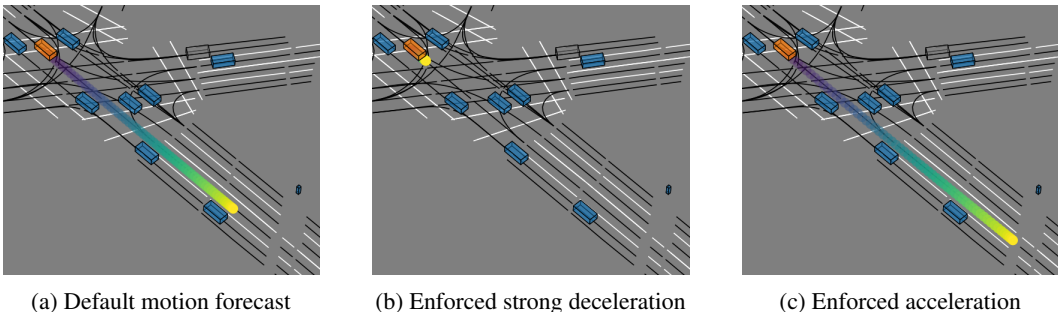 (a) Default motion forecast
(b) Enforced strong deceleration
(c) Enforced acceleration